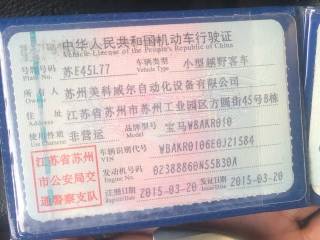 中华人民共和国机动车行驶证
Vehicle License of the People's Republic of China
号牌号码 苏E45L77 车辆类型 小型越野客车
Plate No. Vehicle Type
所有人 苏州美科威尔自动化设备有限公司
Owner
住址 江苏省苏州市苏州工业园区方洲街45号B栋
Address
使用性质 非营运 品牌型号 宝马WBAKR010
Use Character Model
江苏省苏州 车辆识别代号 WBAKR0106E0J21584
VIN
市公安局交 发动机号码 02388860N55B30A
Engine No.
通警察支队 注册日期 2015-03-20 发证日期 2015-03-20
Register Date Issue Date